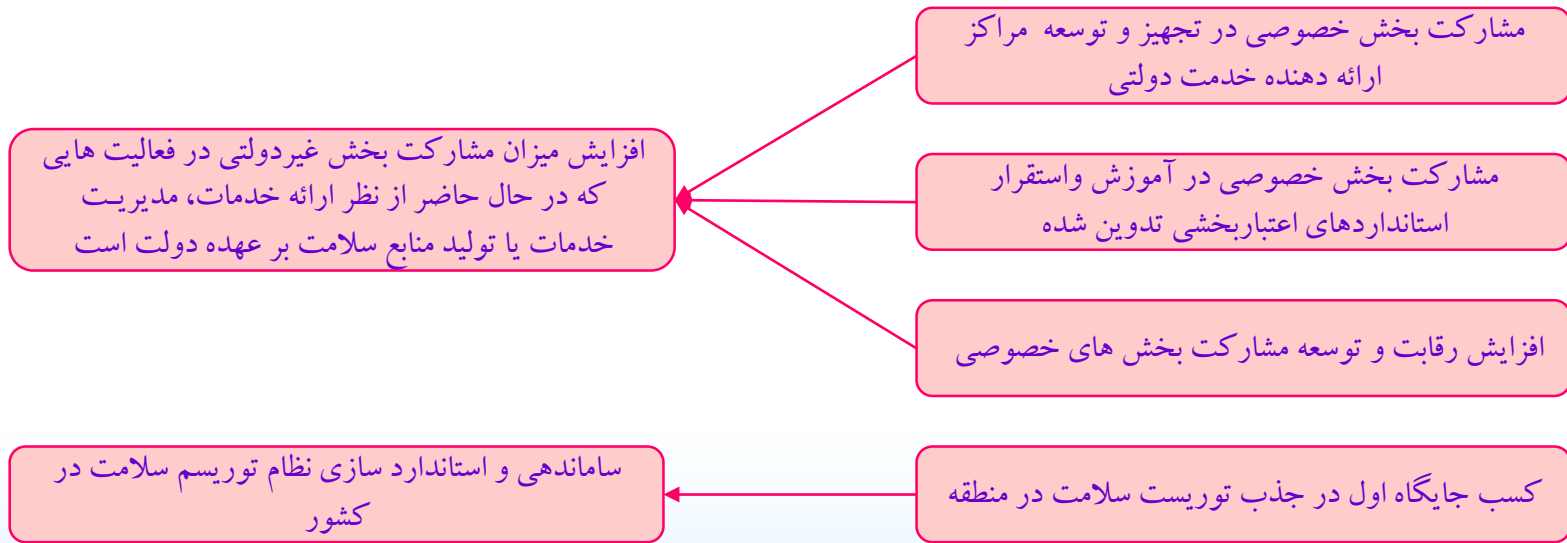 مشارکت بخش خصوصی در تجهیز و توسعه مراکز
ارائه دهنده خدمت دولتی
مشارکت بخش خصوصی در آموزش واستقرار
استانداردهای اعتباربخشی تدوین شده
افزایش رقابت و توسعه مشارکت بخش های خصوصی
افزایش میزان مشارکت بخش غیردولتی در فعالیت هایی
که در حال حاضر از نظر ارائه خدمات، مدیریت
خدمات یا تولید منابع سلامت بر عهده دولت است
کسب جایگاه اول در جذب توریست سلامت در منطقه
ساماندهی و استاندارد سازی نظام توریسم سلامت در
کشور